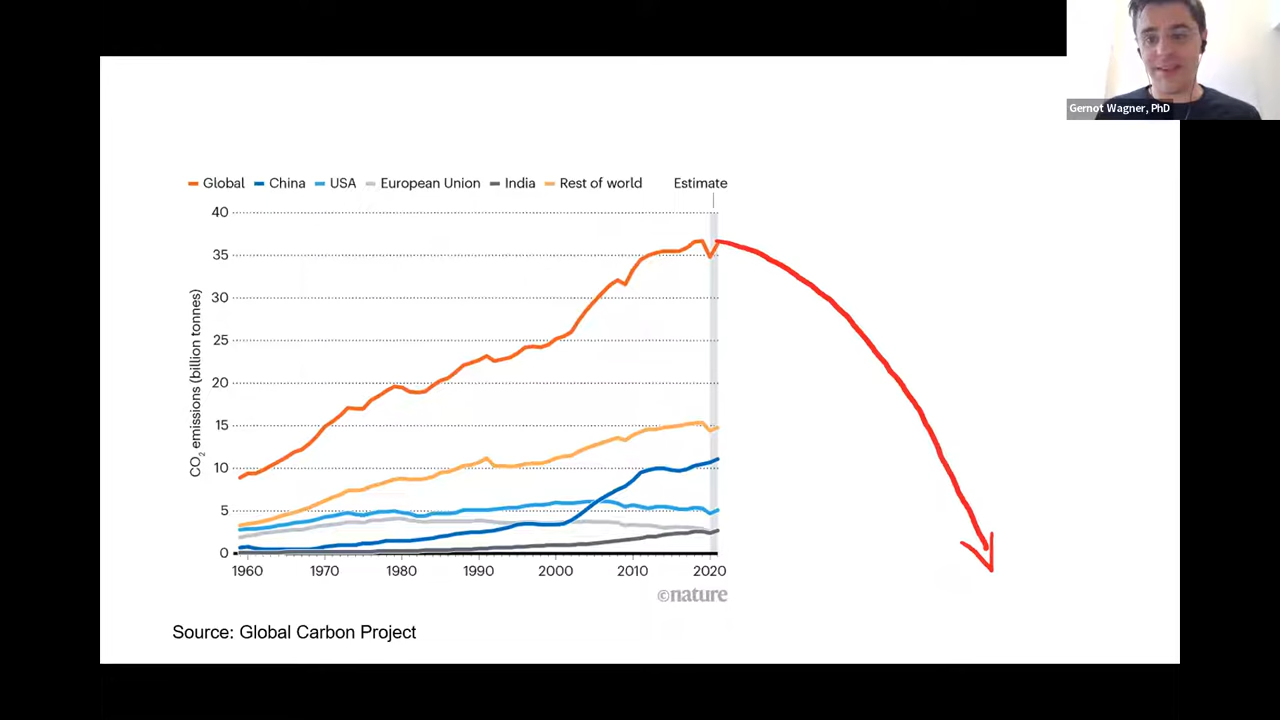 Gernot Wagner, PhD
Global China USA European Union India Rest of world Estimate
40
35
30
25
20
15
10
5
0
CO2 emissions (billion tonnes)
1960 1970 1980 1990 2000 2010 2020
©nature
Source: Global Carbon Project